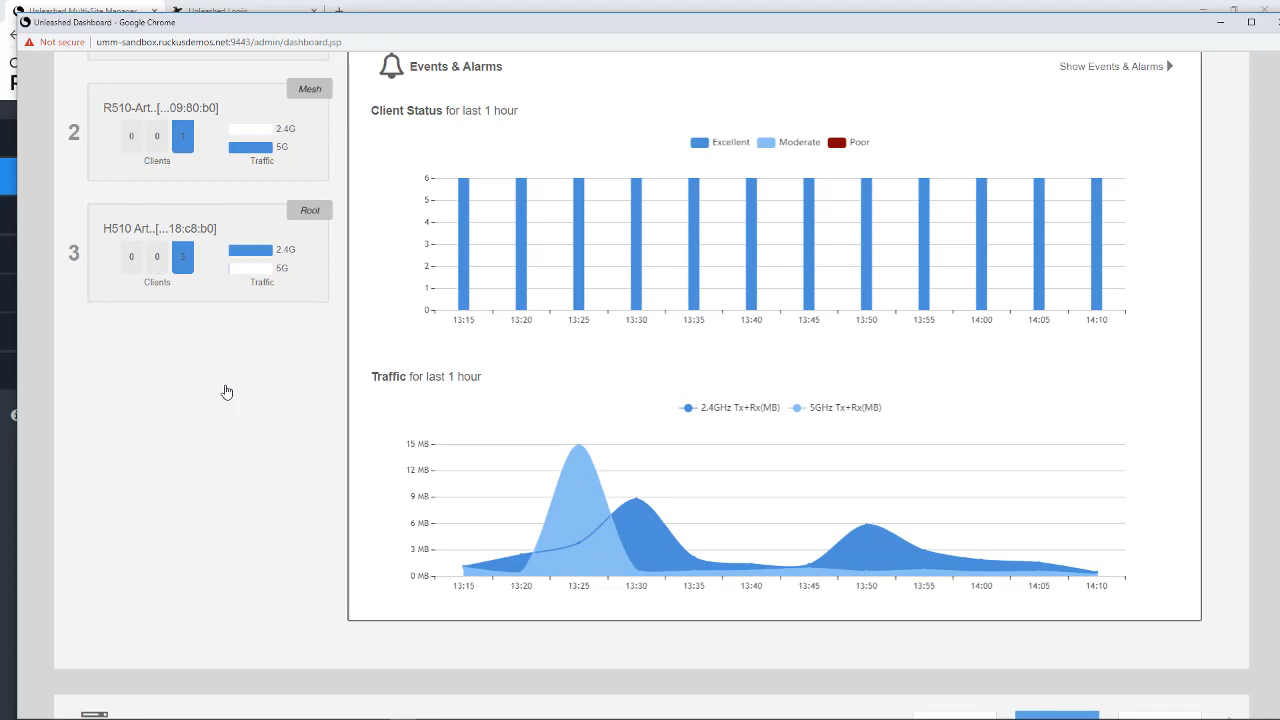 Unleashed Multi-Site Manager
Unleashed Login
Unleashed Dashboard - Google Chrome
Not secure
umm-sandbox.ruckusdemos.net:9443/admin/dashboard.jsp
Mesh
2
R510-Art..[...09:80:b0]
0 0 1
Clients
2.4G
5G
Traffic
Root
3
H510 Art..[...18:c8:b0]
0 0 3
Clients
2.4G
5G
Traffic
Events & Alarms
Show Events & Alarms
Client Status for last 1 hour
Excellent Moderate Poor
6
5
4
3
2
1
0
13:15 13:20 13:25 13:30 13:35 13:40 13:45 13:50 13:55 14:00 14:05 14:10
Traffic for last 1 hour
2.4GHz Tx+Rx(MB) 5GHz Tx+Rx(MB)
15 MB
12 MB
9 MB
6 MB
3 MB
0 MB
13:15 13:20 13:25 13:30 13:35 13:40 13:45 13:50 13:55 14:00 14:05 14:10